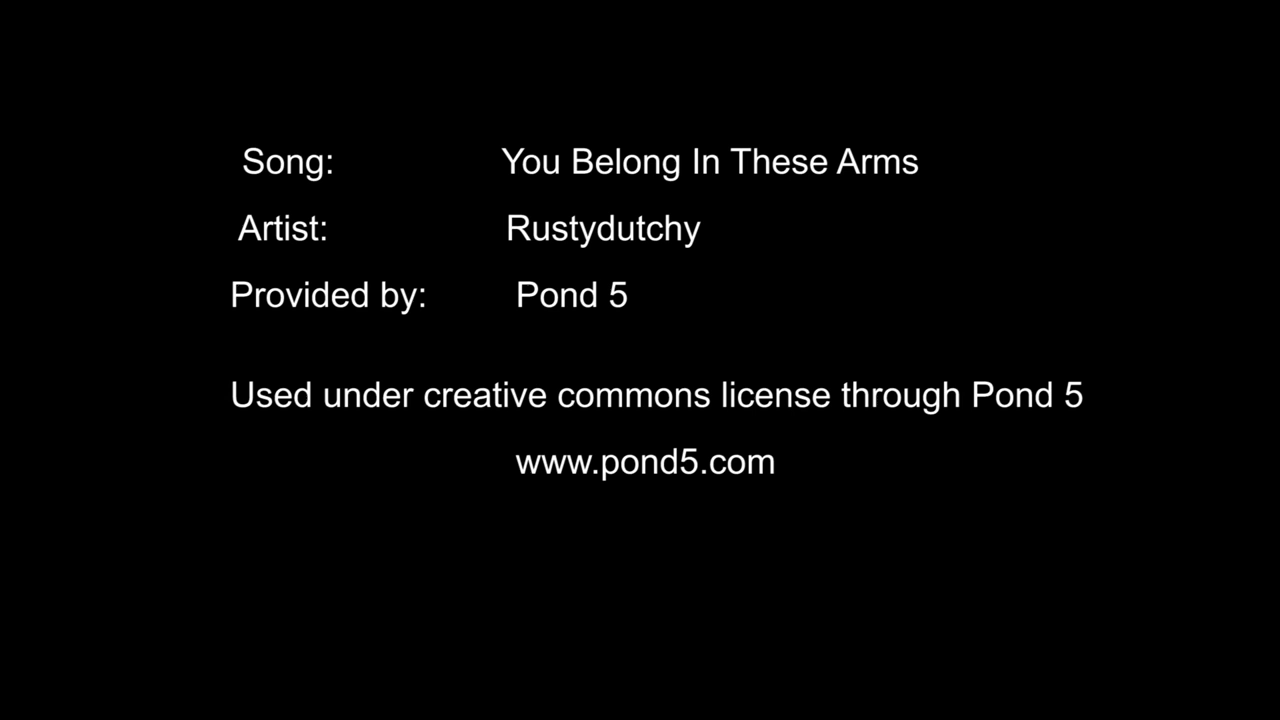 Song: You Belong In These Arms
Artist: Rustydutchy
Provided by: Pond 5
Used under creative commons license through Pond 5
www.pond5.com